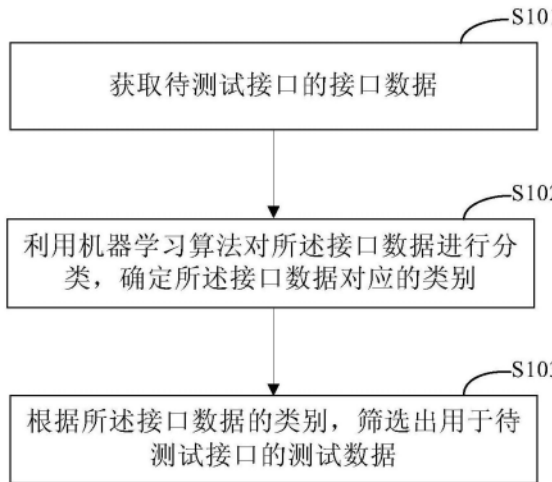 S101
获取待测试接口的接口数据
S102
利用机器学习算法对所述接口数据进行分
类，确定所述接口数据对应的类别
S103
根据所述接口数据的类别，筛选出用于待
测试接口的测试数据